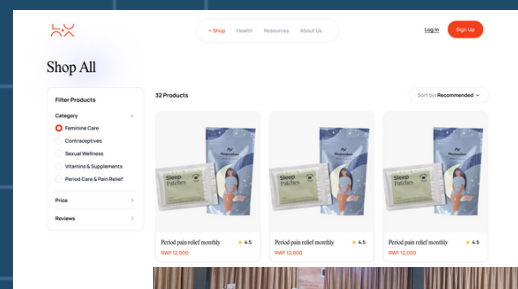 + Shop Health Resources About Us
Log In
Sign Up
Shop All
Filter Products
Category
Feminine Care
Contraceptives
Sexual Wellness
Vitamins & Supplements
Period Care & Pain Relief
Price
Reviews
32 Products
Sort by: Recommended
Sleep
Patches
Period pain relief monthly
4.5
RWF 12,000
Sleep
Patches
Period pain relief monthly
4.5
RWF 12,000
Sleep
Patches
Period pain relief monthly
4.5
RWF 12,000